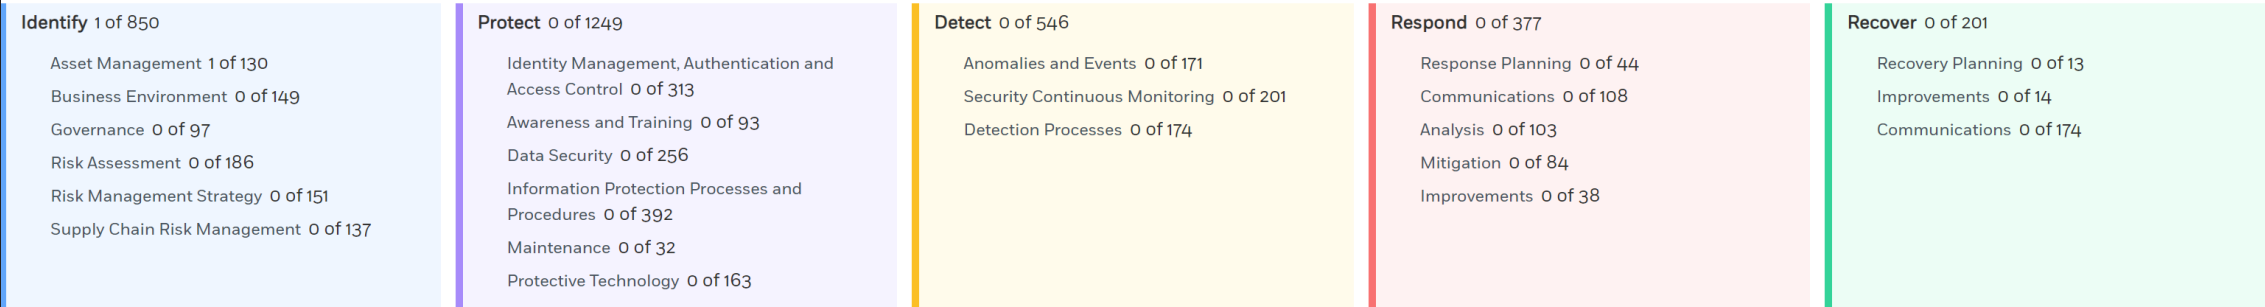 Identify 1 of 850
Asset Management 1 of 130
Business Environment 0 of 149
Governance 0 of 97
Risk Assessment 0 of 186
Risk Management Strategy 0 of 151
Supply Chain Risk Management 0 of 137
Protect 0 of 1249
Identity Management, Authentication and
Access Control 0 of 313
Awareness and Training 0 of 93
Data Security 0 of 256
Information Protection Processes and
Procedures 0 of 392
Maintenance 0 of 32
Protective Technology 0 of 163
Detect 0 of 546
Anomalies and Events 0 of 171
Security Continuous Monitoring 0 of 201
Detection Processes 0 of 174
Respond 0 of 377
Response Planning 0 of 44
Communications 0 of 108
Analysis 0 of 103
Mitigation 0 of 84
Improvements 0 of 38
Recover 0 of 201
Recovery Planning 0 of 13
Improvements 0 of 14
Communications 0 of 174